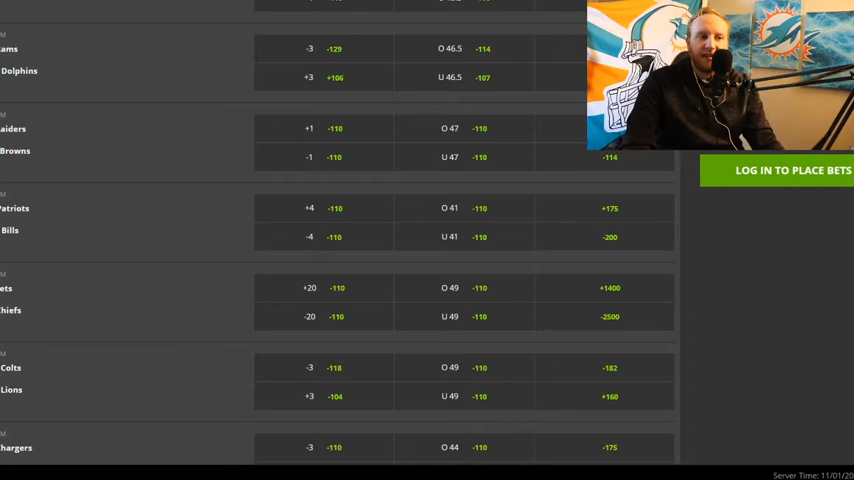 M
ams -3 -129 O 46.5 -114
Dolphins +3 +106 U 46.5 -107
M
aiders +1 -110 O 47 -110
Browns -1 -110 U 47 -110 -114
LOG IN TO PLACE BETS
M
Patriots +4 -110 O 41 -110 +175
Bills -4 -110 U 41 -110 -200
M
ets +20 -110 O 49 -110 +1400
Chiefs -20 -110 U 49 -110 -2500
M
Colts -3 -118 O 49 -110 -182
Lions +3 -104 U 49 -110 +160
M
Chargers -3 -110 O 44 -110 -175
Server Time: 11/01/20